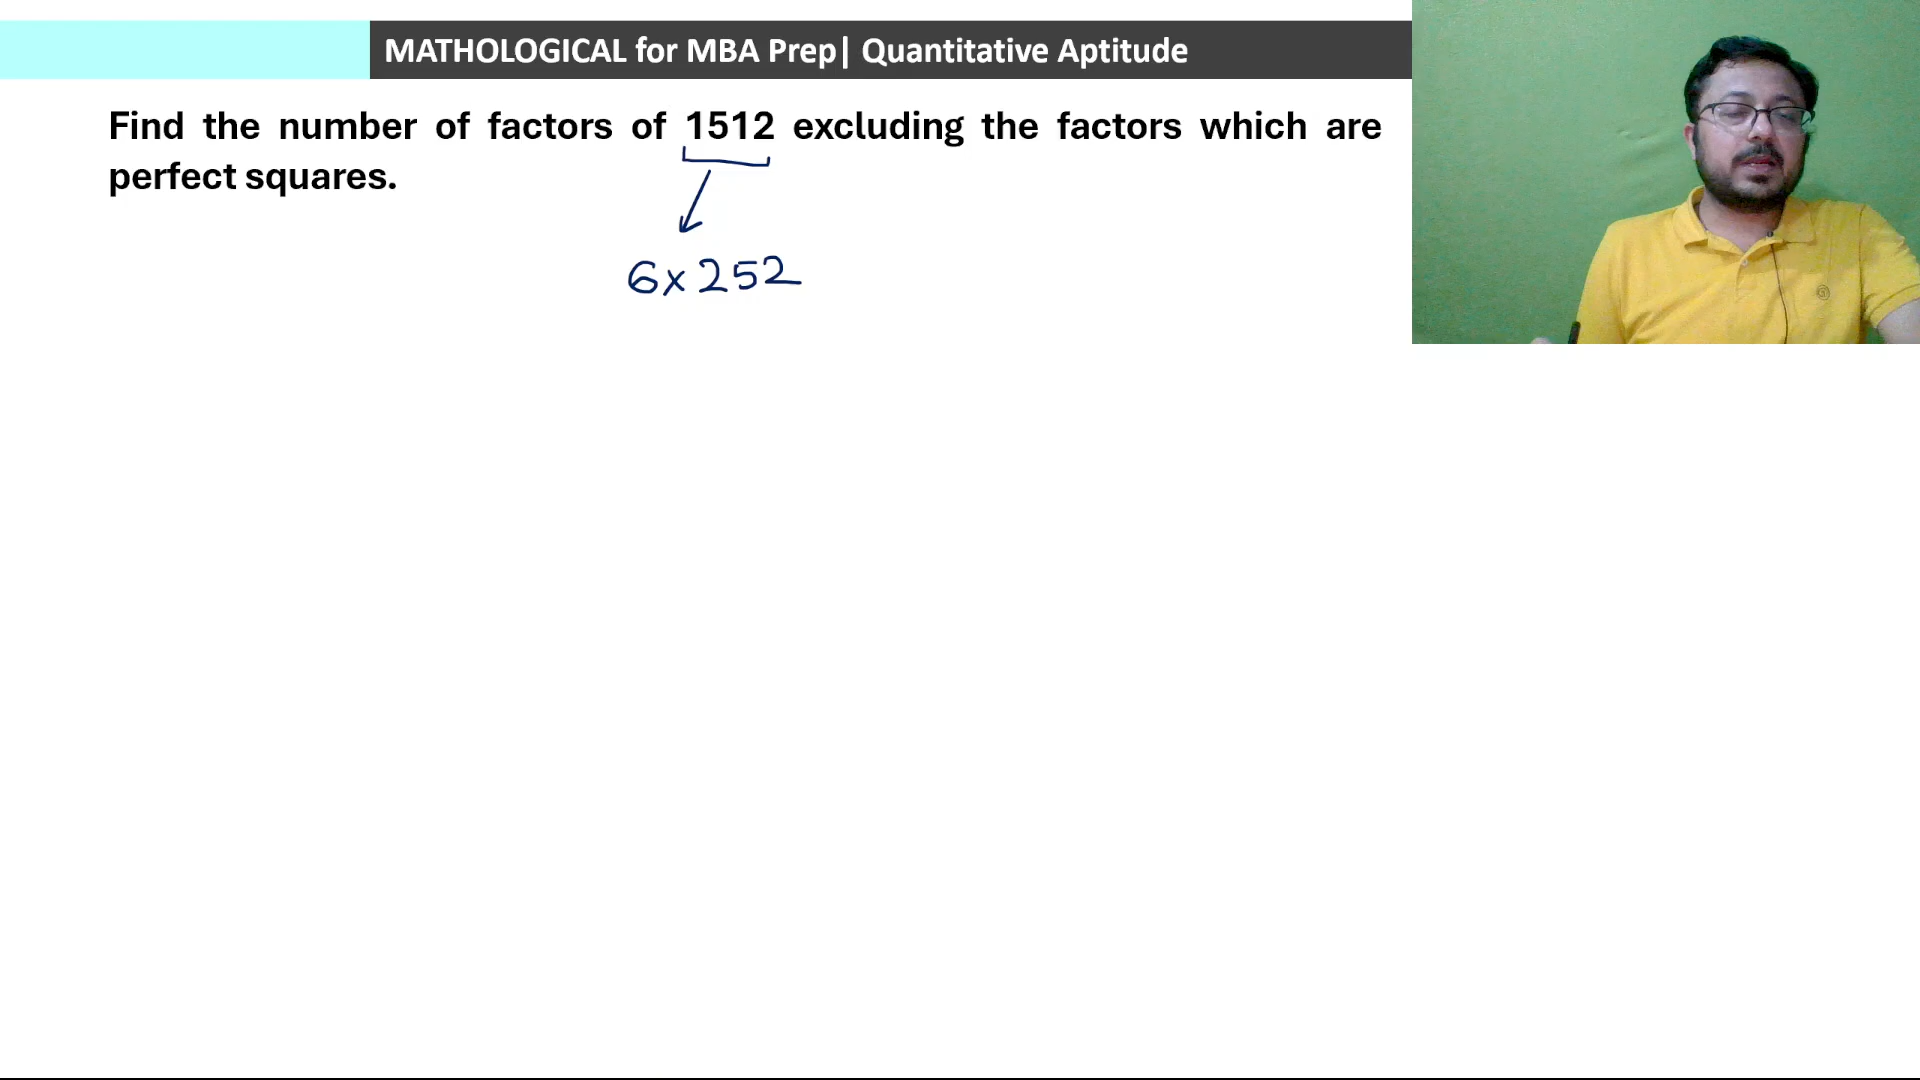 MATHOLOGICAL for MBA Prep| Quantitative Aptitude
Find the number of factors of 1512 excluding the factors which are
perfect squares.
6x252